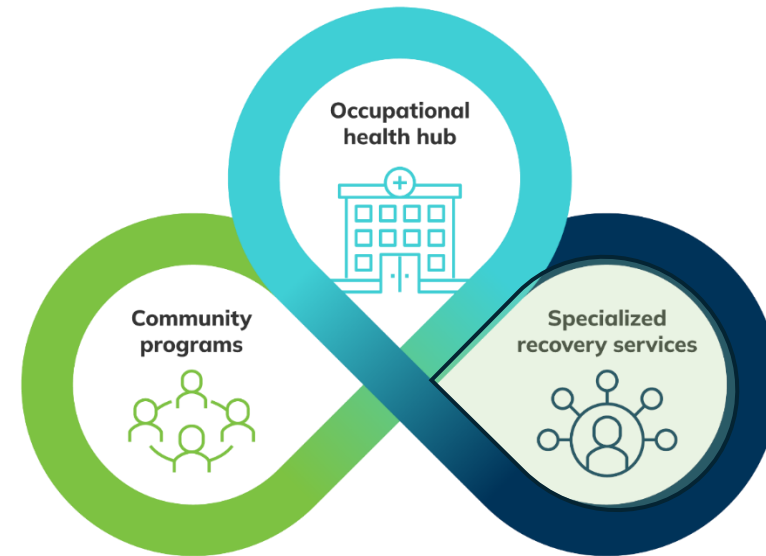 Occupational
health hub
Community
programs
Specialized
recovery services